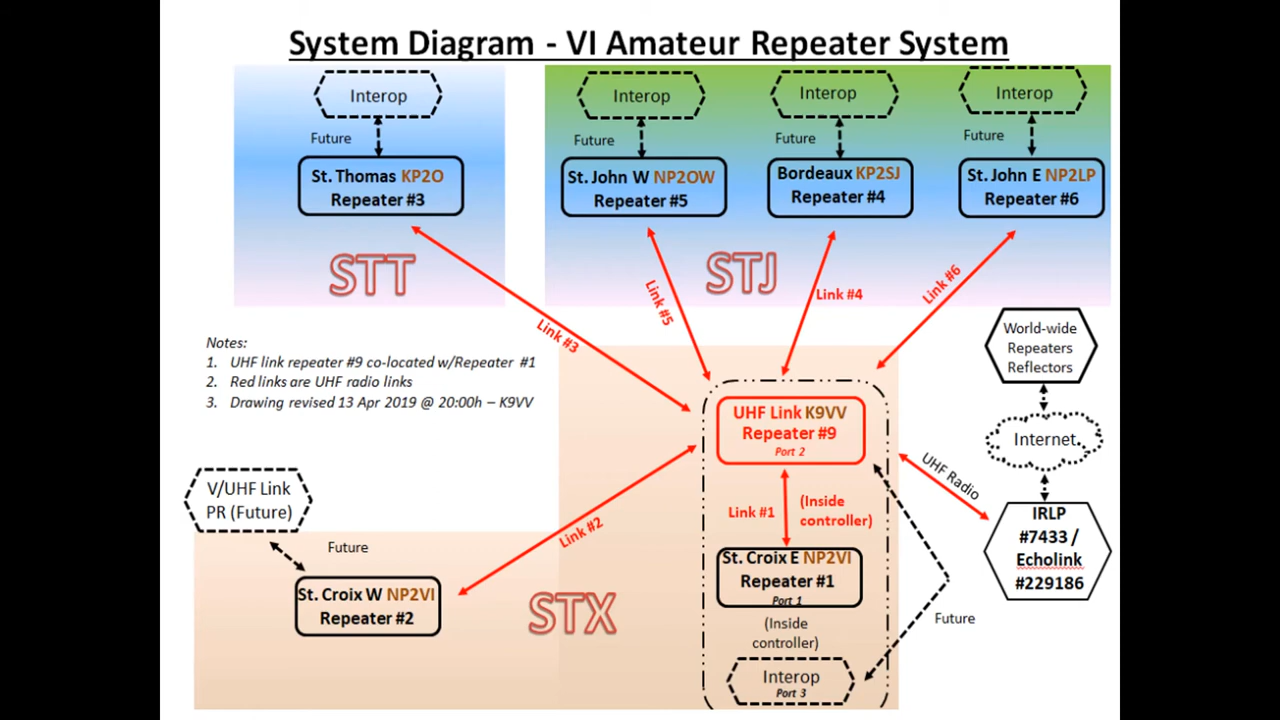 System Diagram - VI Amateur Repeater System
Interop
Interop
Interop
Interop
Future
Future
Future
Future
St. Thomas KP2O
Repeater #3
St. John W NP2OW
Repeater #5
Bordeaux KP2SJ
Repeater #4
St. John E NP2LP
Repeater #6
STT
STJ
Link #3
Link #5
Link #4
Link #6
Notes:
1. UHF link repeater #9 co-located w/Repeater #1
2. Red links are UHF radio links
3. Drawing revised 13 Apr 2019 @ 20:00h – K9VV
World-wide
Repeaters
Reflectors
Internet.
UHF Link K9VV
Repeater #9
Port 2
UHF Radio
IRLP
#7433 /
Echolink
#229186
V/UHF Link
PR (Future)
Future
Link #2
Link #1
(Inside
controller)
St. Croix W NP2VI
Repeater #2
STX
St. Croix E NP2VI
Repeater #1
Port 1
(Inside
controller)
Future
Interop
Port 3